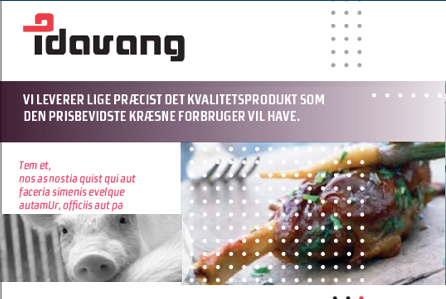 idavang
VI LEVERER LIGE PRÆCIST DET KVALITETSPRODUKT SOM
DEN PRISBEVIDSTE KRÆSNE FORBRUGER VIL HAVE.
Tem et,
nos as nostia quist qui aut
faceria simenis evelque
autamUr, officiis aut pa